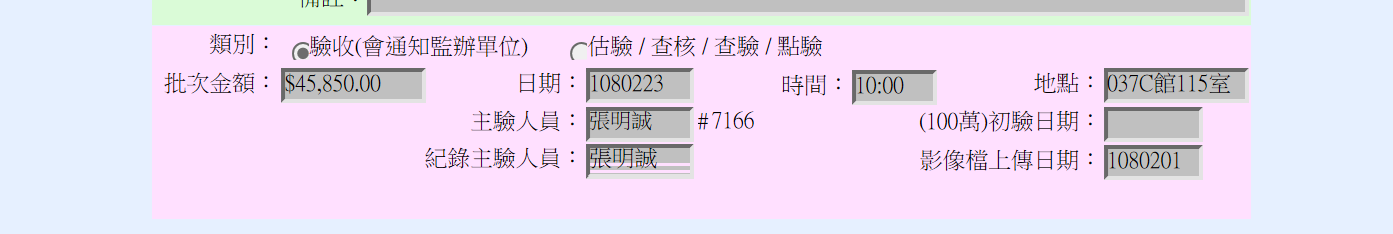 備註：
類別： 驗收(會通知監辦單位) 估驗 / 查核 / 查驗 / 點驗
批次金額： $45,850.00 日期： 1080223 時間： 10:00 地點： 037C館115室
主驗人員： 張明誠 #7166 (100萬)初驗日期：
紀錄主驗人員： 張明誠 影像檔上傳日期： 1080201